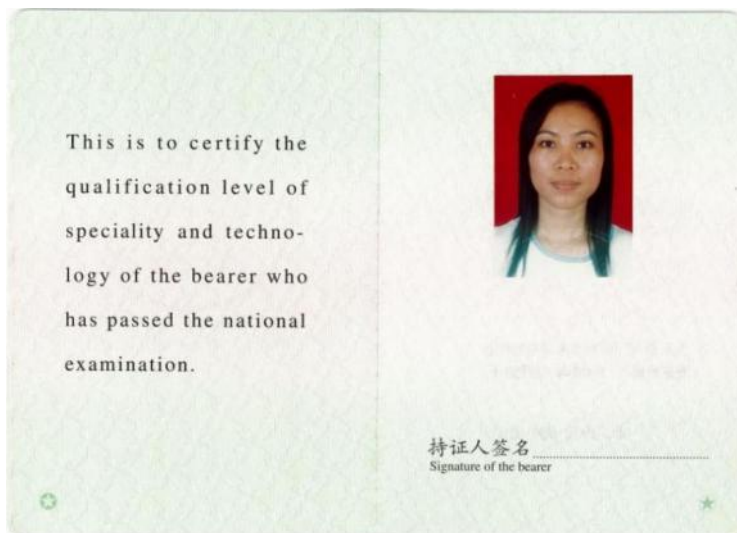 This is to certify the
qualification level of
speciality and techno-
logy of the bearer who
has passed the national
examination.
持证人签名
Signature of the bearer